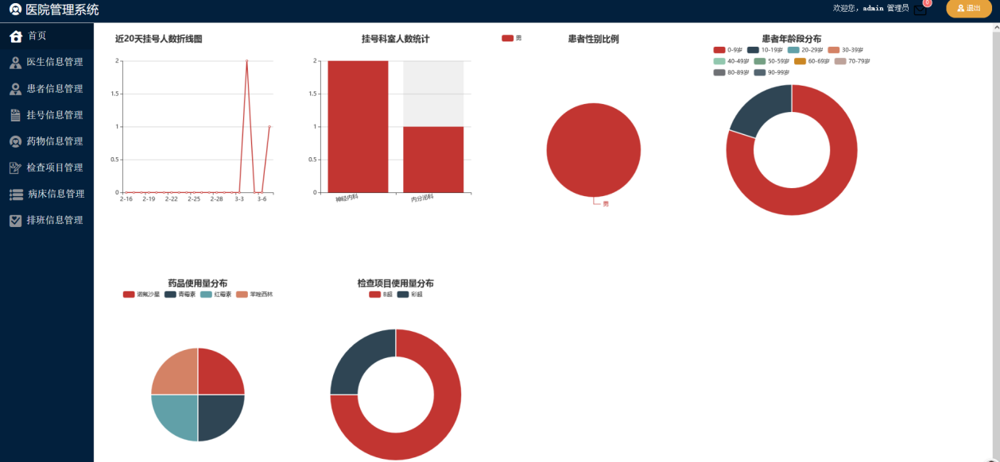 医院管理系统
欢迎您，admin 管理员
0
退出
首页
医生信息管理
患者信息管理
挂号信息管理
药物信息管理
检查项目管理
病床信息管理
排班信息管理
近20天挂号人数折线图
2
1.5
1
0.5
0
2-16 2-19 2-22 2-25 2-28 3-3 3-6
挂号科室人数统计
2
1.5
1
0.5
0
神经内科 内分泌科
男
患者性别比例
男
患者年龄段分布
0-9岁 10-19岁 20-29岁 30-39岁
40-49岁 50-59岁 60-69岁 70-79岁
80-89岁 90-99岁
药品使用量分布
诺氟沙星 青霉素 红霉素 苯唑西林
检查项目使用量分布
B超 彩超